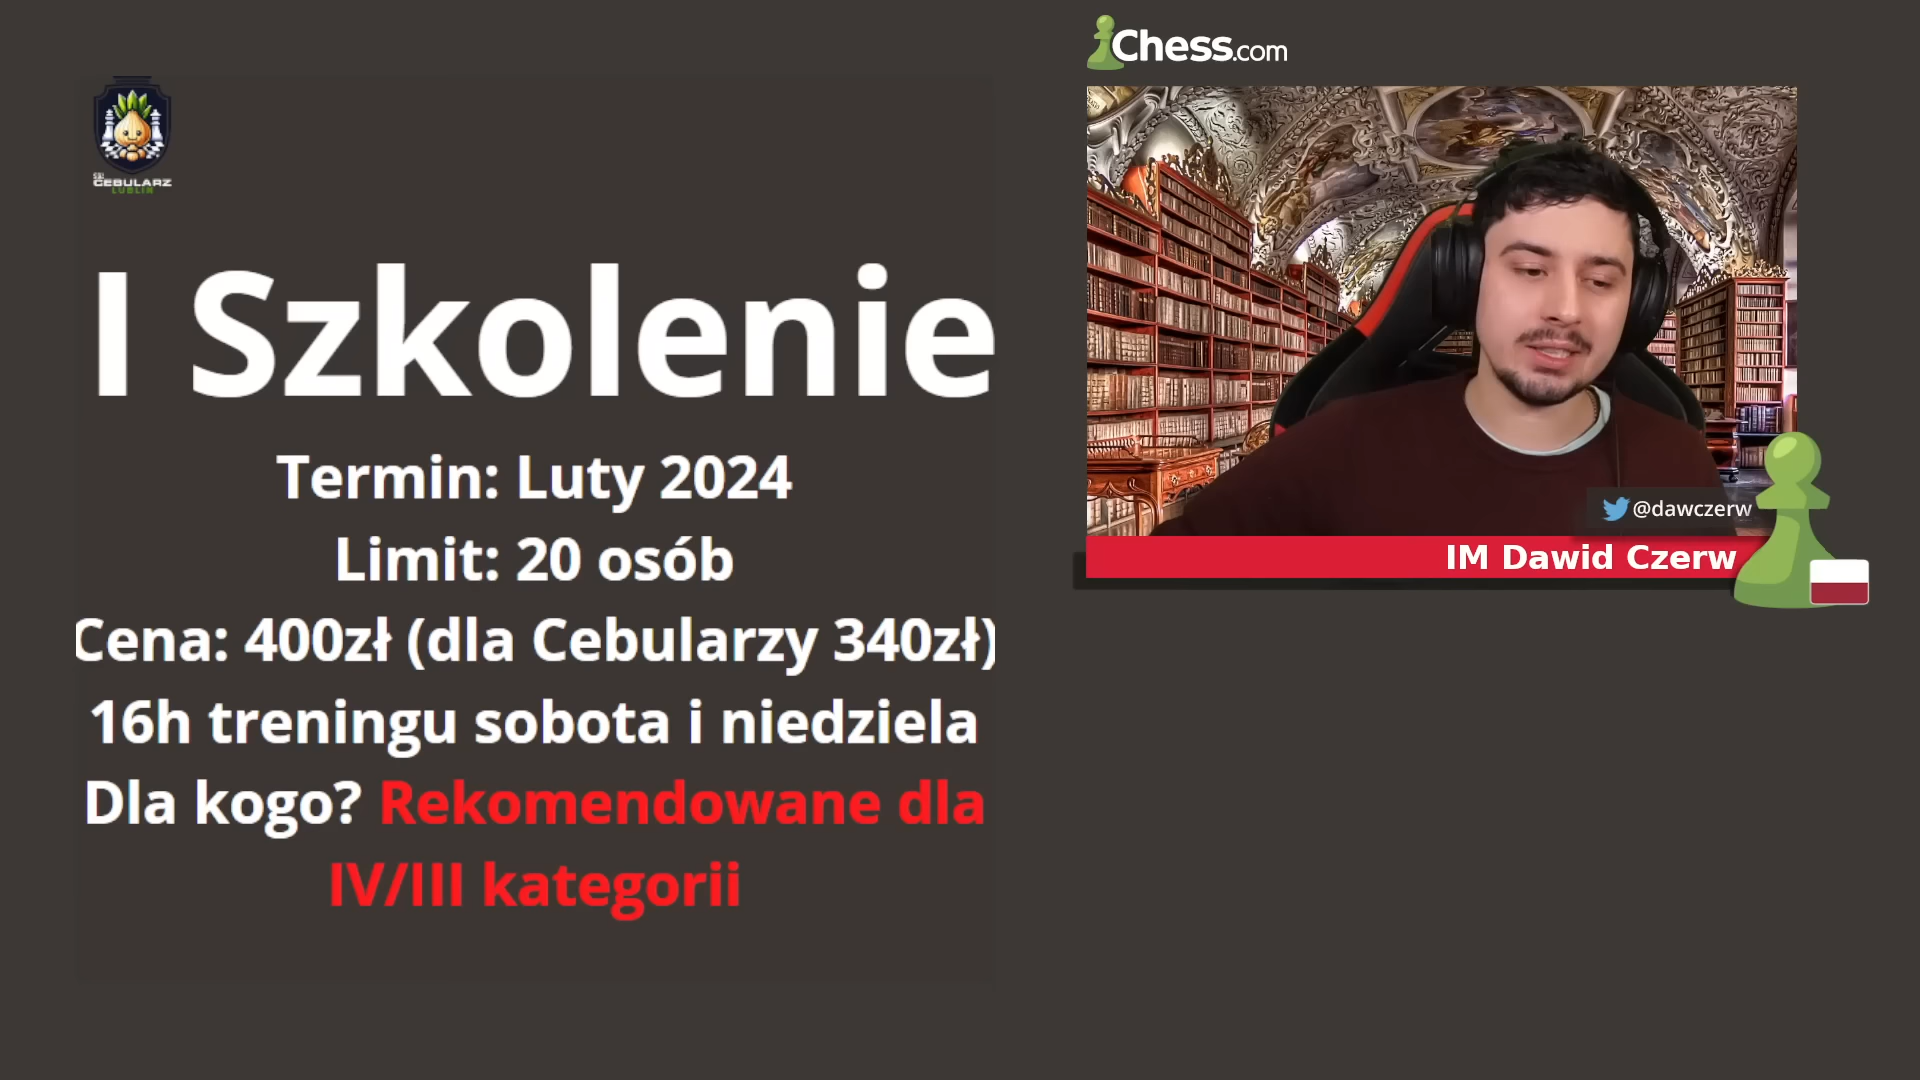 CEBULARZ
LUBLIN
I Szkolenie
Termin: Luty 2024
Limit: 20 osób
Cena: 400zł (dla Cebularzy 340zł)
16h treningu sobota i niedziela
Dla kogo? Rekomendowane dla
IV/III kategorii
Chess.com
@dawczerw
IM Dawid Czerw